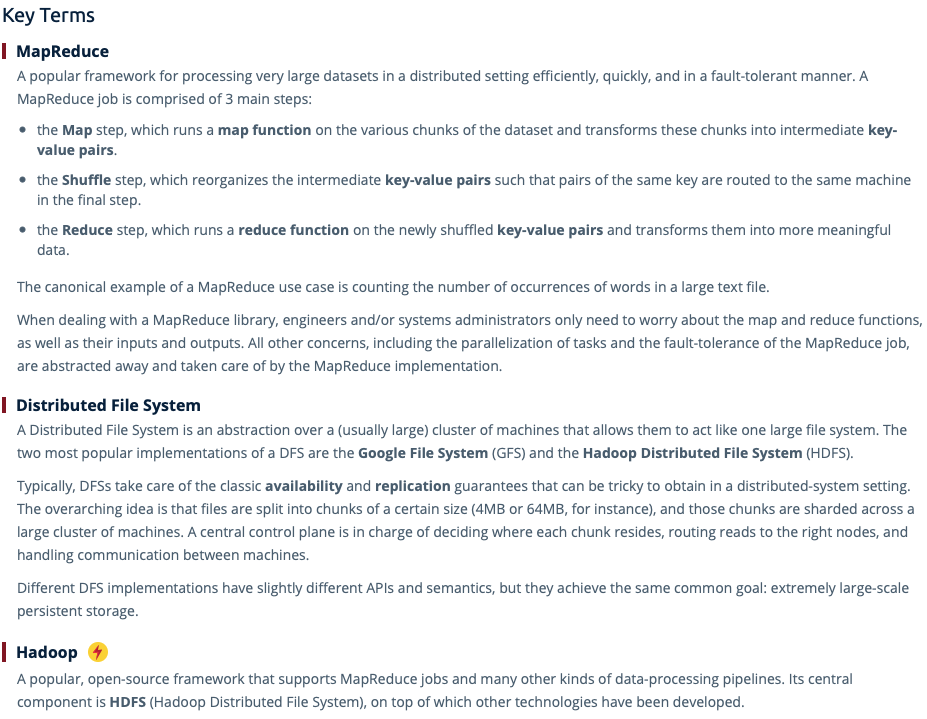 Key Terms
MapReduce
A popular framework for processing very large datasets in a distributed setting efficiently, quickly, and in a fault-tolerant manner. A
MapReduce job is comprised of 3 main steps:
• the Map step, which runs a map function on the various chunks of the dataset and transforms these chunks into intermediate key-
value pairs.
• the Shuffle step, which reorganizes the intermediate key-value pairs such that pairs of the same key are routed to the same machine
in the final step.
• the Reduce step, which runs a reduce function on the newly shuffled key-value pairs and transforms them into more meaningful
data.
The canonical example of a MapReduce use case is counting the number of occurrences of words in a large text file.
When dealing with a MapReduce library, engineers and/or systems administrators only need to worry about the map and reduce functions,
as well as their inputs and outputs. All other concerns, including the parallelization of tasks and the fault-tolerance of the MapReduce job,
are abstracted away and taken care of by the MapReduce implementation.
Distributed File System
A Distributed File System is an abstraction over a (usually large) cluster of machines that allows them to act like one large file system. The
two most popular implementations of a DFS are the Google File System (GFS) and the Hadoop Distributed File System (HDFS).
Typically, DFSs take care of the classic availability and replication guarantees that can be tricky to obtain in a distributed-system setting.
The overarching idea is that files are split into chunks of a certain size (4MB or 64MB, for instance), and those chunks are sharded across a
large cluster of machines. A central control plane is in charge of deciding where each chunk resides, routing reads to the right nodes, and
handling communication between machines.
Different DFS implementations have slightly different APIs and semantics, but they achieve the same common goal: extremely large-scale
persistent storage.
Hadoop
A popular, open-source framework that supports MapReduce jobs and many other kinds of data-processing pipelines. Its central
component is HDFS (Hadoop Distributed File System), on top of which other technologies have been developed.